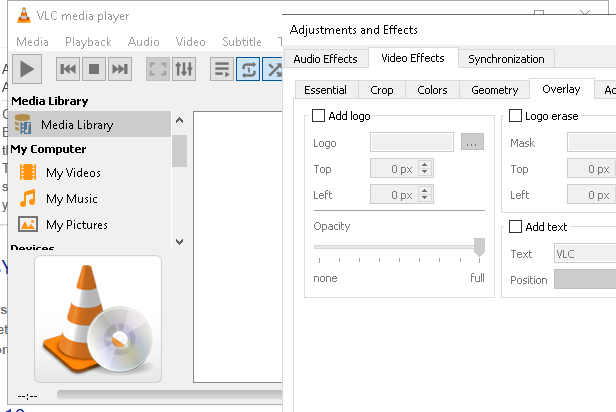 VLC media player
Media Playback Audio Video Subtitle
Media Library
Media Library
My Computer
My Videos
My Music
My Pictures
Devices
--:--
Adjustments and Effects
Audio Effects Video Effects Synchronization
Essential Crop Colors Geometry Overlay
Add logo
Logo ...
Top 0 px
Left 0 px
Opacity
none full
Logo erase
Mask
Top 0 px
Left 0 px
Add text
Text VLC
Position